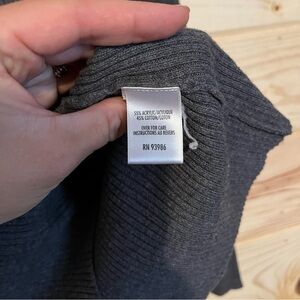 55% ACRYLIC/ACRYLIQUE
45% COTTON/COTON
OVER FOR CARE
INSTRUCTIONS AU REVERS
RN 93986